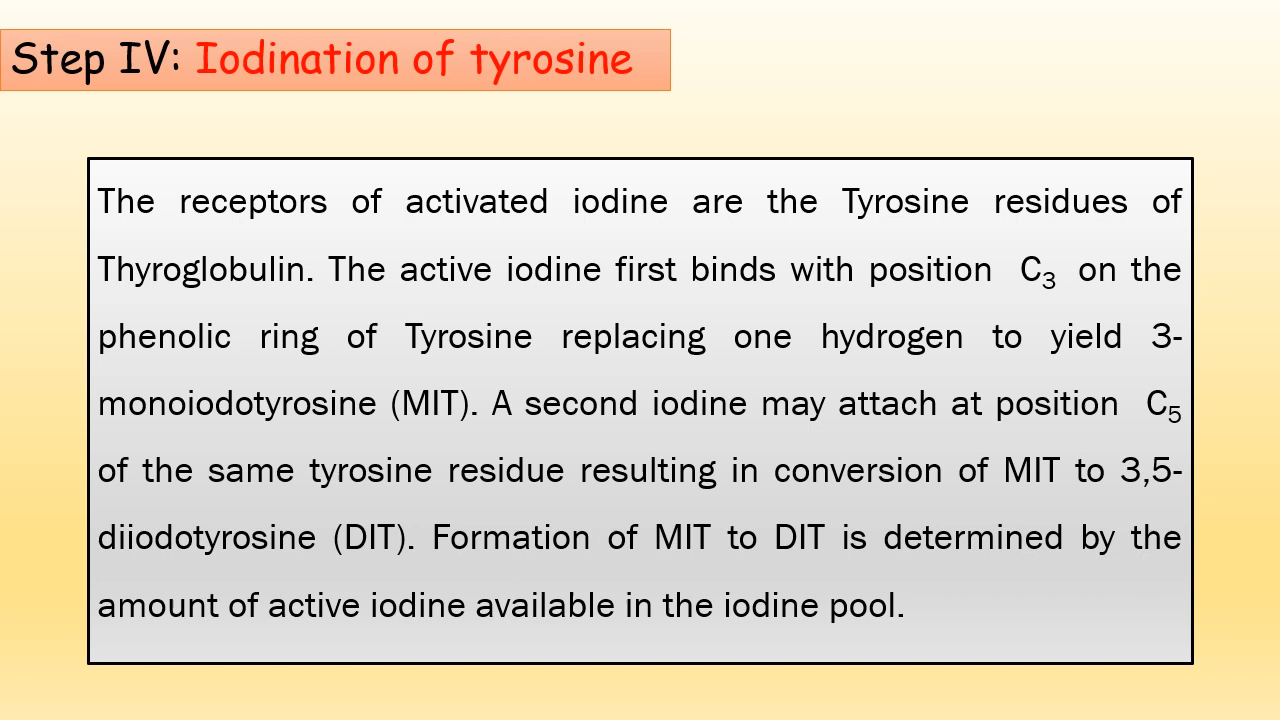 Step IV: Iodination of tyrosine
The receptors of activated iodine are the Tyrosine residues of
Thyroglobulin. The active iodine first binds with position C₃ on the
phenolic ring of Tyrosine replacing one hydrogen to yield 3-
monoiodotyrosine (MIT). A second iodine may attach at position C₅
of the same tyrosine residue resulting in conversion of MIT to 3,5-
diiodotyrosine (DIT). Formation of MIT to DIT is determined by the
amount of active iodine available in the iodine pool.